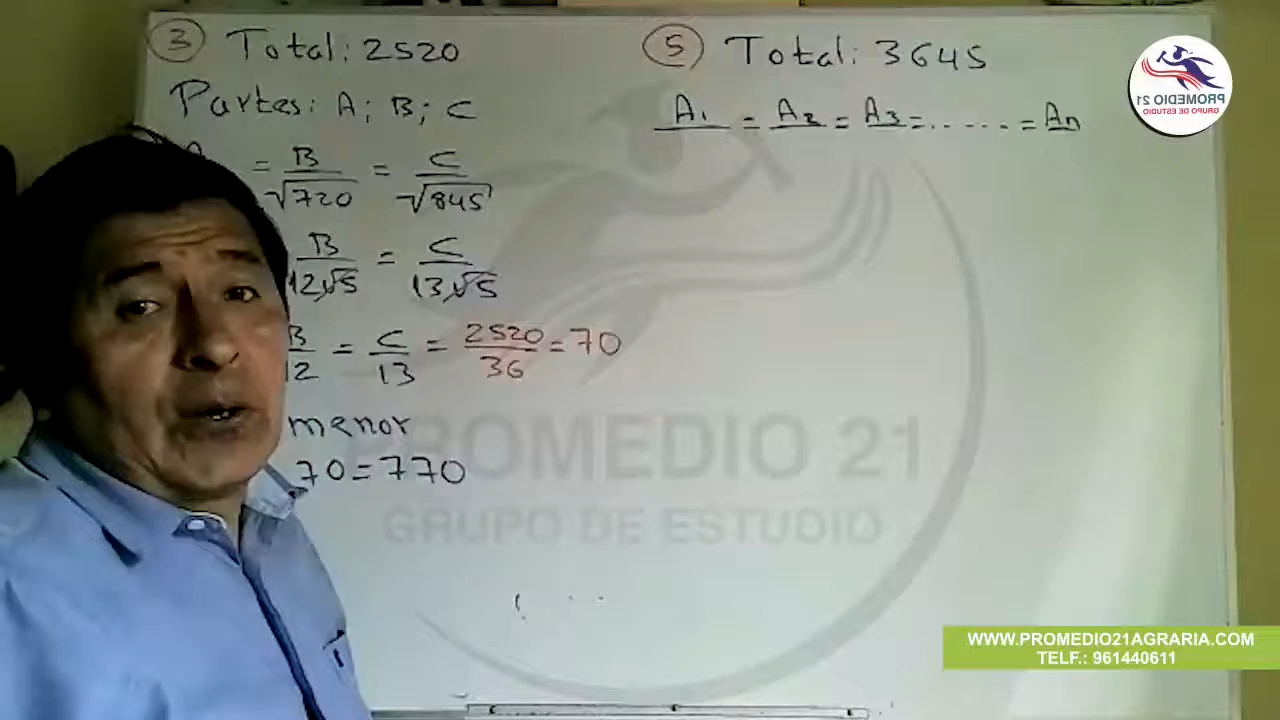 3 Total: 2520
Partes: A; B; C
= B/√720 = C/√845
B/12√5 = C/13√5
B/12 = C/13 = 2520/36 = 70
menor
70 = 770
5 Total: 3645
A1 = A2 = A3 = ...... = An
PROMEDIO 21
GRUPO DE ESTUDIO
ROMEDIO 21
GRUPO DE ESTUDIO
WWW.PROMEDIO21AGRARIA.COM
TELF.: 961440611